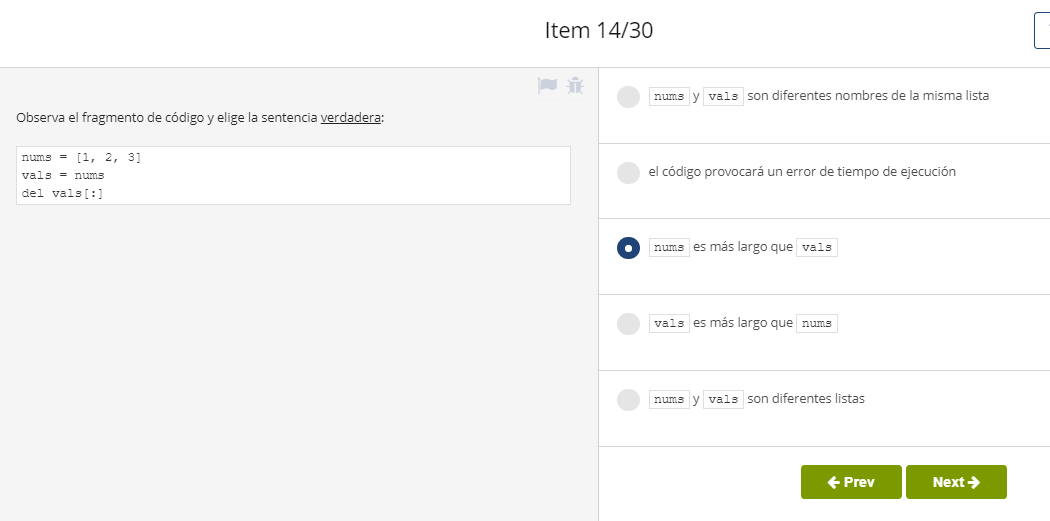 Item 14/30
Observa el fragmento de código y elige la sentencia verdadera:
nums = [1, 2, 3]
vals = nums
del vals[:]
nums y vals son diferentes nombres de la misma lista
el código provocará un error de tiempo de ejecución
nums es más largo que vals
vals es más largo que nums
nums y vals son diferentes listas
Prev
Next